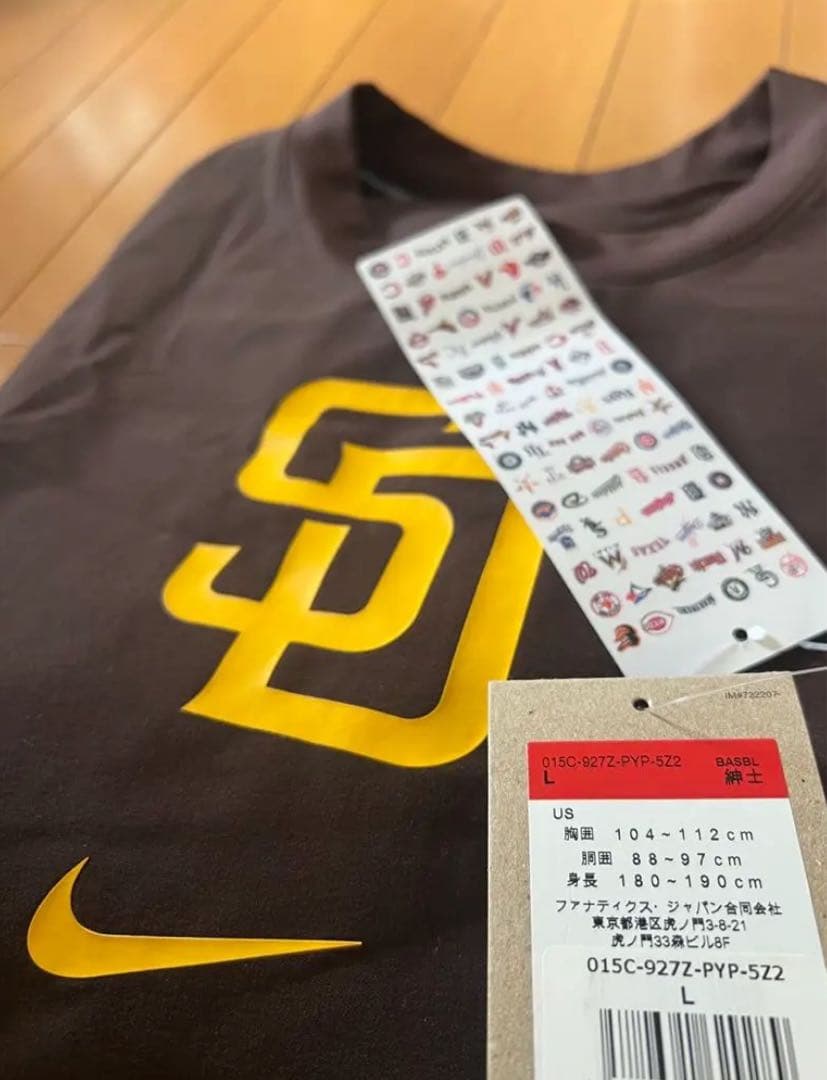 SD
IM#722207-
015C-927Z-PYP-5Z2 BASBL
L 紳士
US
胸囲 104~112cm
胴囲 88~97cm
身長 180~190cm
ファナティクス・ジャパン合同会社
東京都港区虎ノ門3-8-21
虎ノ門33森ビル8F
015C-927Z-PYP-5Z2
L